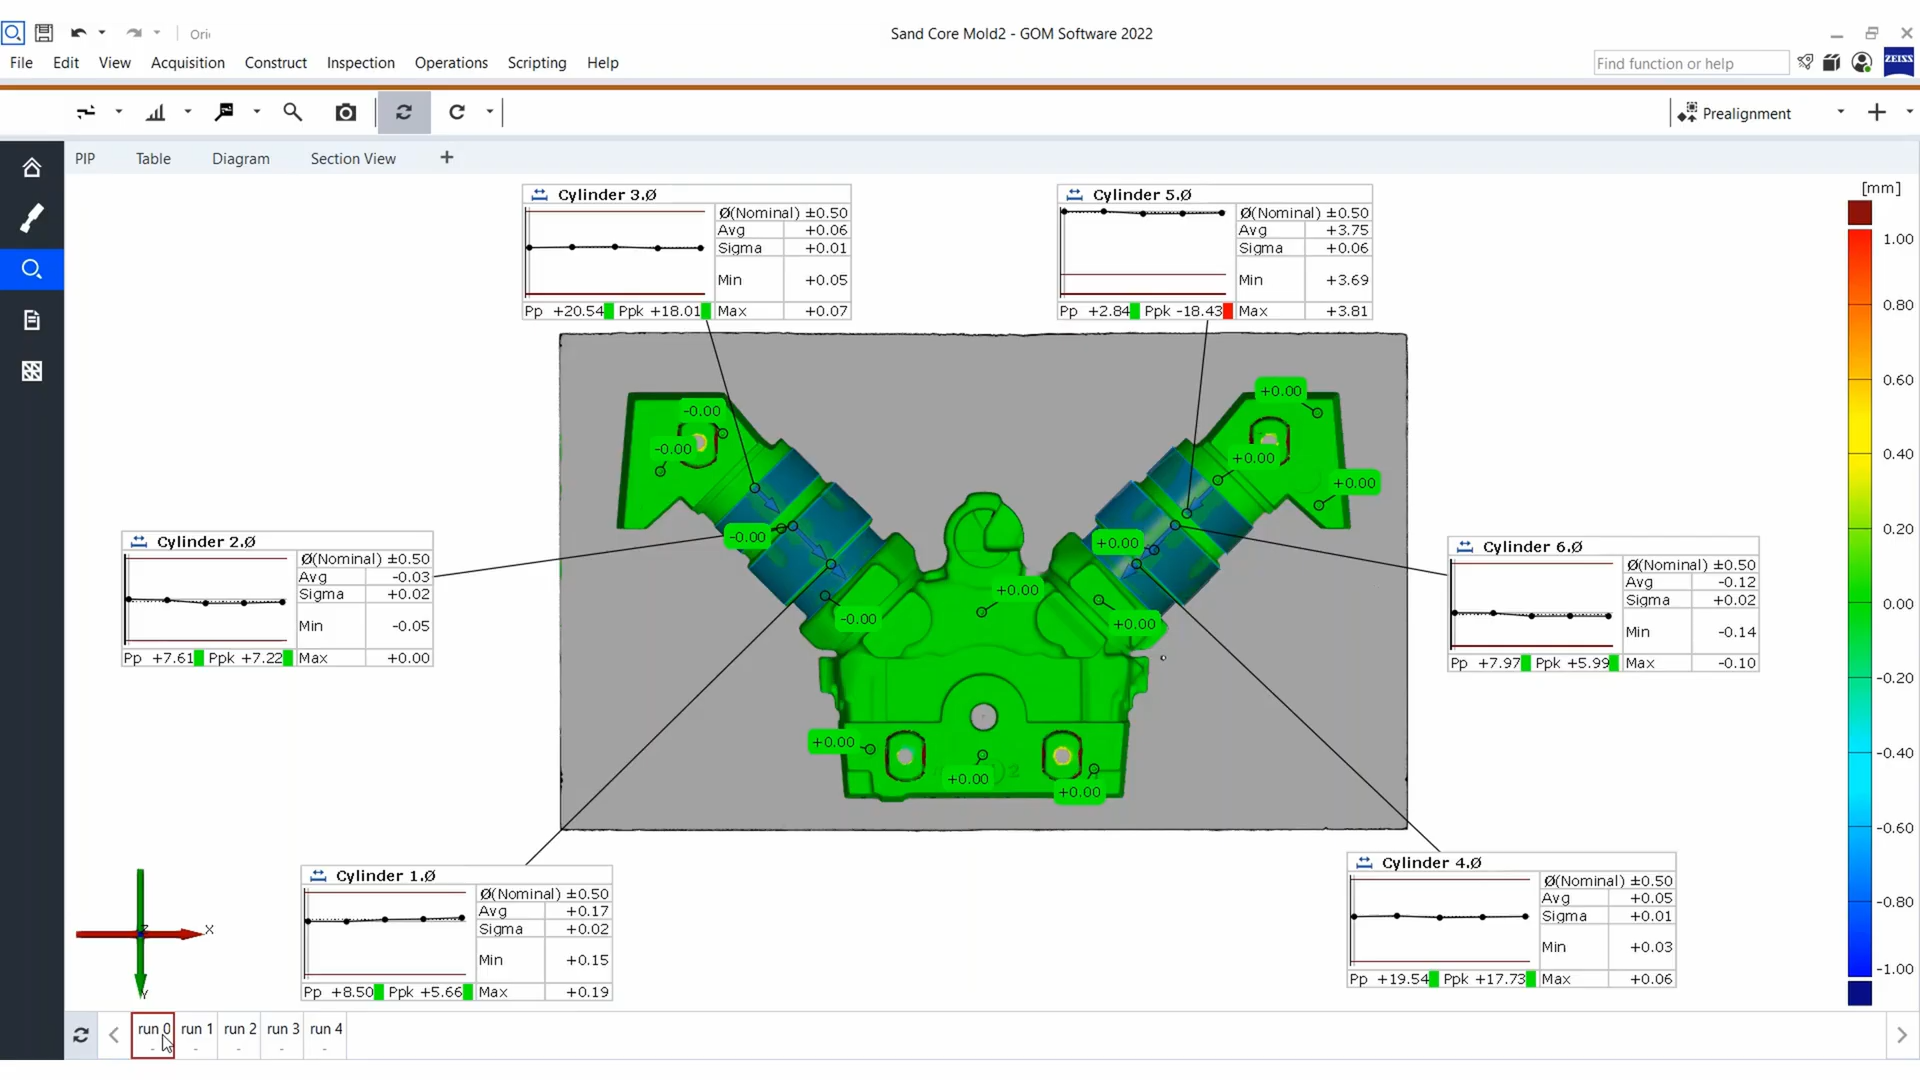 Ori
Sand Core Mold2 - GOM Software 2022
File Edit View Acquisition Construct Inspection Operations Scripting Help
Find function or help
ZEISS
Prealignment
PIP Table Diagram Section View
[mm]
Cylinder 3.Ø
Ø(Nominal) ±0.50
Avg +0.06
Sigma +0.01
Min +0.05
Pp +20.54 Ppk +18.01 Max +0.07
Cylinder 5.Ø
Ø(Nominal) ±0.50
Avg +3.75
Sigma +0.06
Min +3.69
Pp +2.84 Ppk -18.43 Max +3.81
1.00
0.80
0.60
0.40
0.20
0.00
-0.20
-0.40
-0.60
-0.80
-1.00
-0.00
-0.00
-0.00
-0.00
+0.00
+0.00
+0.00
+0.00
+0.00
+0.00
+0.00
+0.00
+0.00
Cylinder 2.Ø
Ø(Nominal) ±0.50
Avg -0.03
Sigma +0.02
Min -0.05
Pp +7.61 Ppk +7.22 Max +0.00
Cylinder 6.Ø
Ø(Nominal) ±0.50
Avg -0.12
Sigma +0.02
Min -0.14
Pp +7.97 Ppk +5.99 Max -0.10
Cylinder 1.Ø
Ø(Nominal) ±0.50
Avg +0.17
Sigma +0.02
Min +0.15
Pp +8.50 Ppk +5.66 Max +0.19
Cylinder 4.Ø
Ø(Nominal) ±0.50
Avg +0.05
Sigma +0.01
Min +0.03
Pp +19.54 Ppk +17.73 Max +0.06
X
Y
Z
run 0 run 1 run 2 run 3 run 4
- - - - -